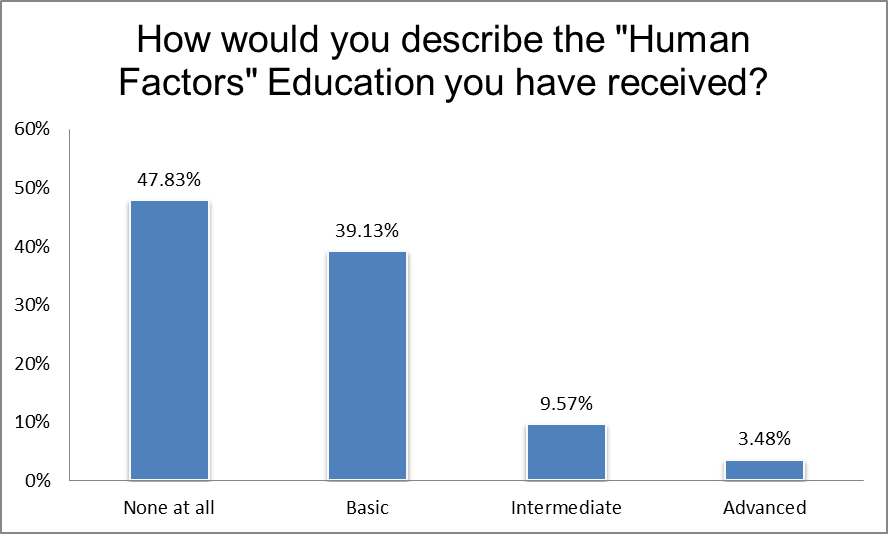 How would you describe the "Human
Factors" Education you have received?
60%
50%
40%
30%
20%
10%
0%
47.83%
39.13%
9.57%
3.48%
None at all
Basic
Intermediate
Advanced